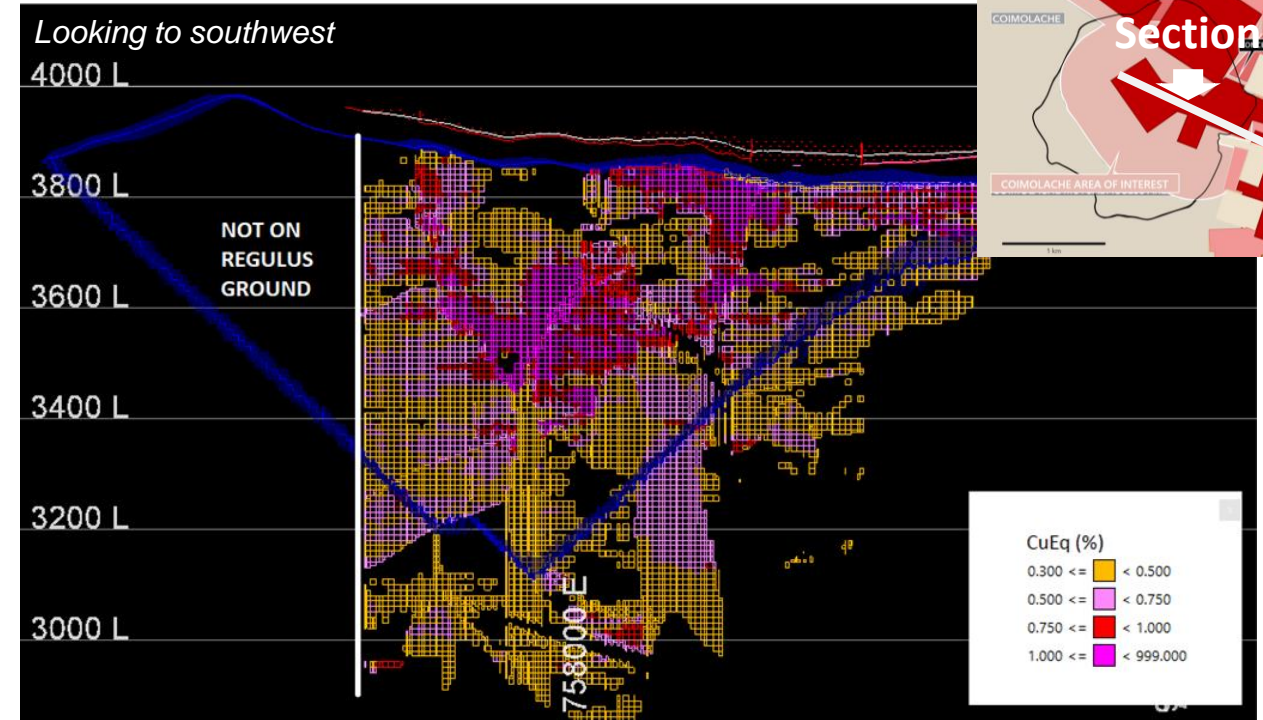 Looking to southwest
4000 L
3800 L
3600 L
3400 L
3200 L
3000 L
NOT ON
REGULUS
GROUND
758000 E
COIMOLACHE
Section
COIMOLACHE AREA OF INTEREST
1 km
CuEq (%)
0.300 <= < 0.500
0.500 <= < 0.750
0.750 <= < 1.000
1.000 <= < 999.000